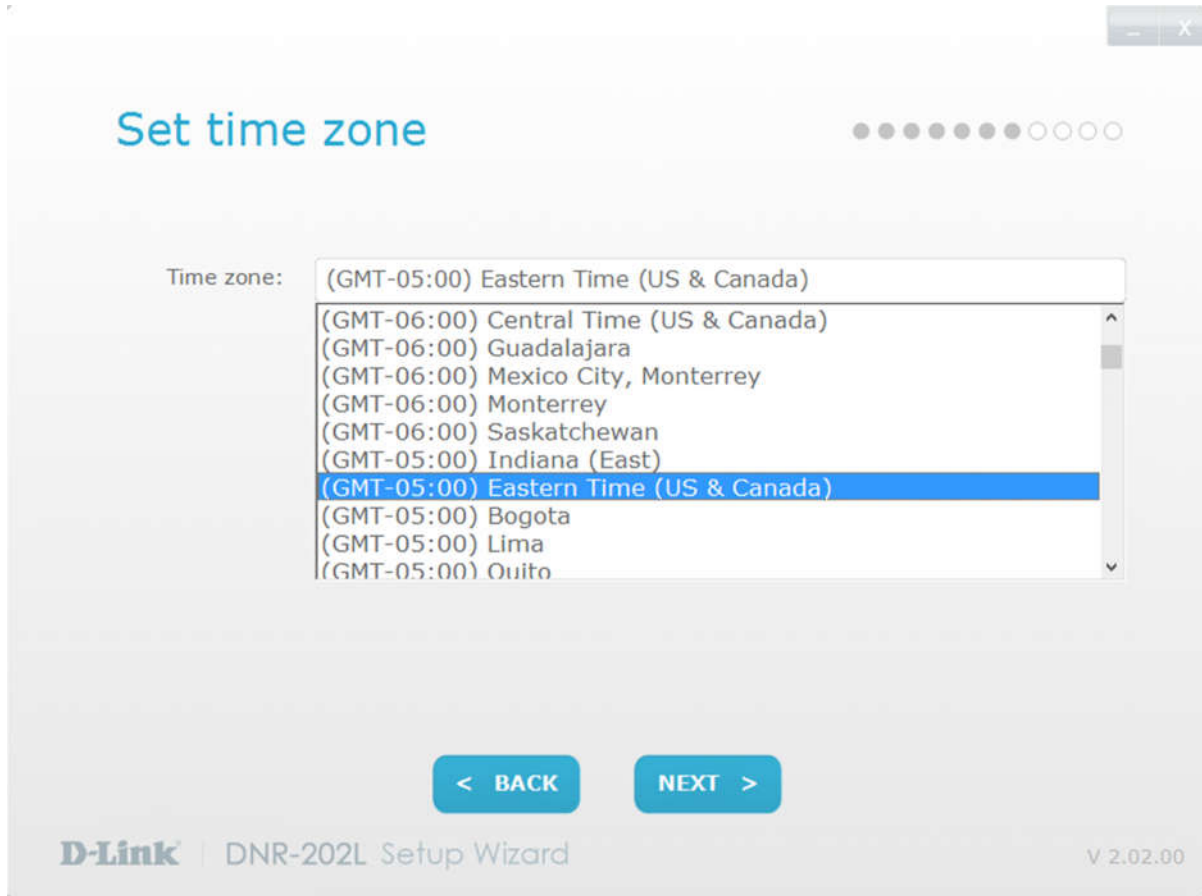 X
Set time zone
Time zone: (GMT-05:00) Eastern Time (US & Canada)
(GMT-06:00) Central Time (US & Canada)
(GMT-06:00) Guadalajara
(GMT-06:00) Mexico City, Monterrey
(GMT-06:00) Monterrey
(GMT-06:00) Saskatchewan
(GMT-05:00) Indiana (East)
(GMT-05:00) Eastern Time (US & Canada)
(GMT-05:00) Bogota
(GMT-05:00) Lima
(GMT-05:00) Quito
< BACK NEXT >
D-Link DNR-202L Setup Wizard V 2.02.00